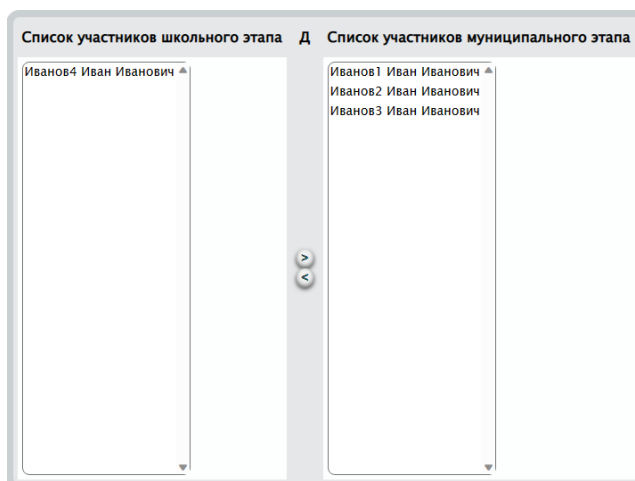 Список участников школьного этапа Д Список участников муниципального этапа
Иванов4 Иван Иванович Иванов1 Иван Иванович
Иванов2 Иван Иванович
Иванов3 Иван Иванович
>
<